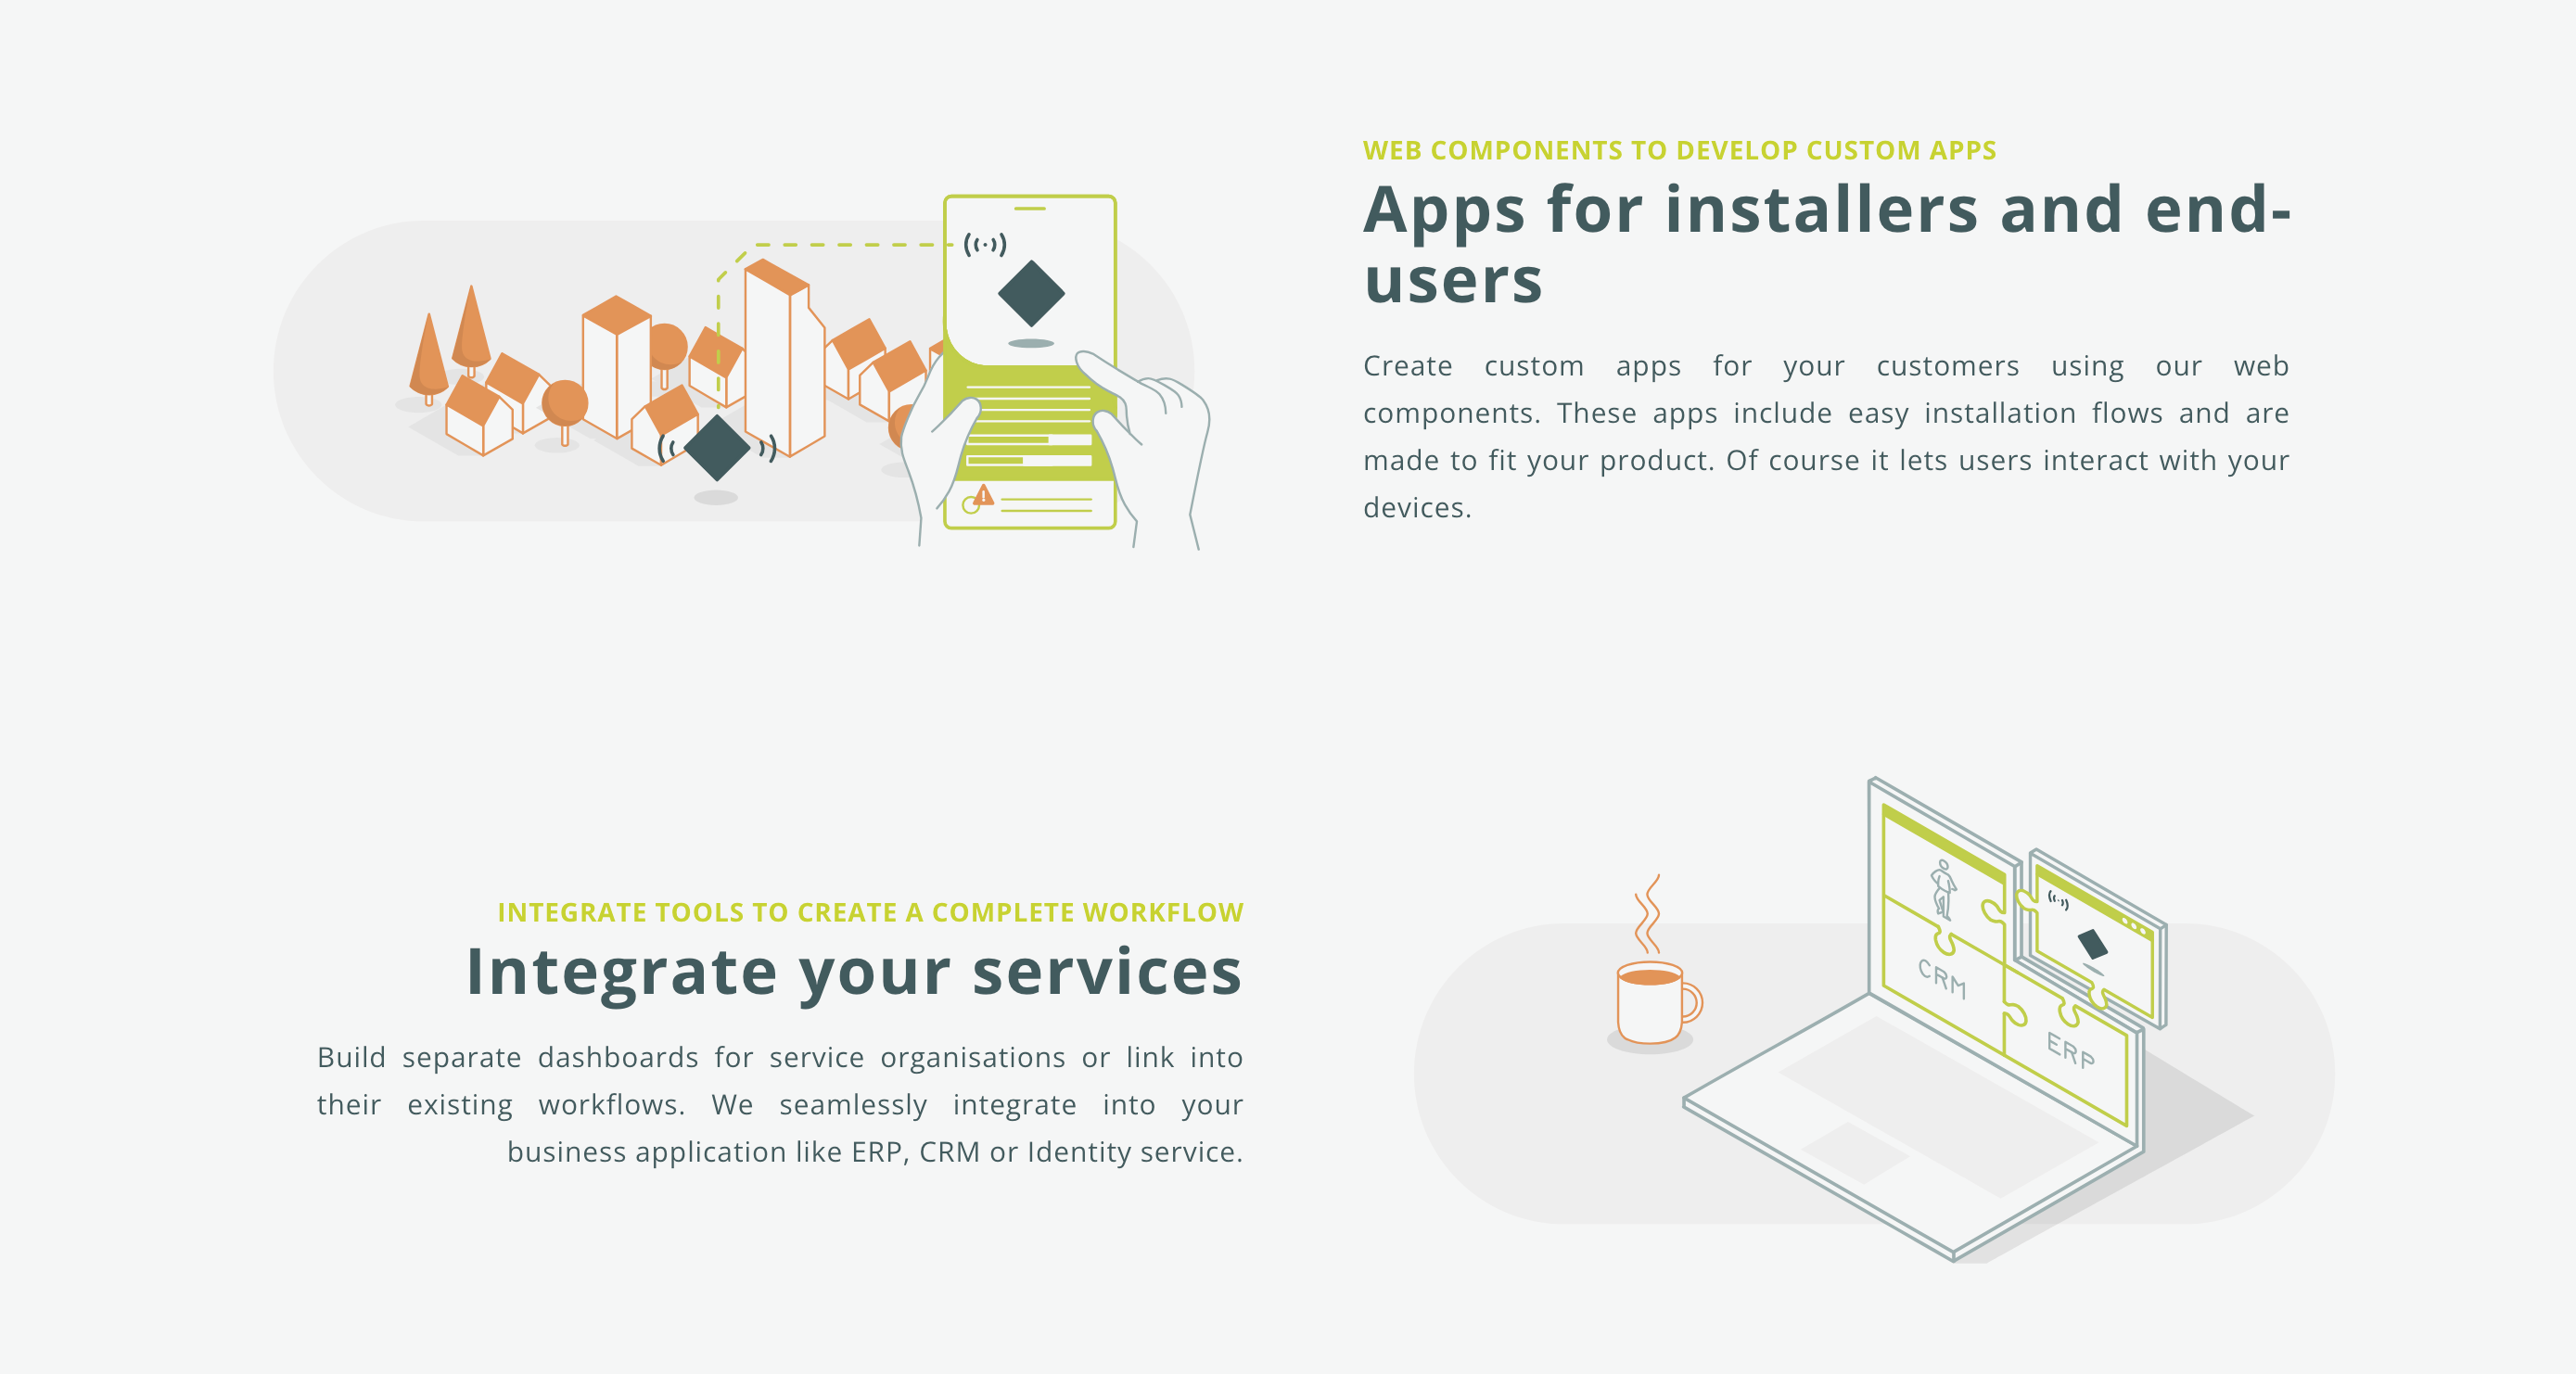 WEB COMPONENTS TO DEVELOP CUSTOM APPS
Apps for installers and end-
users
Create custom apps for your customers using our web
components. These apps include easy installation flows and are
made to fit your product. Of course it lets users interact with your
devices.
INTEGRATE TOOLS TO CREATE A COMPLETE WORKFLOW
Integrate your services
Build separate dashboards for service organisations or link into
their existing workflows. We seamlessly integrate into your
business application like ERP, CRM or Identity service.
CRM
ERP